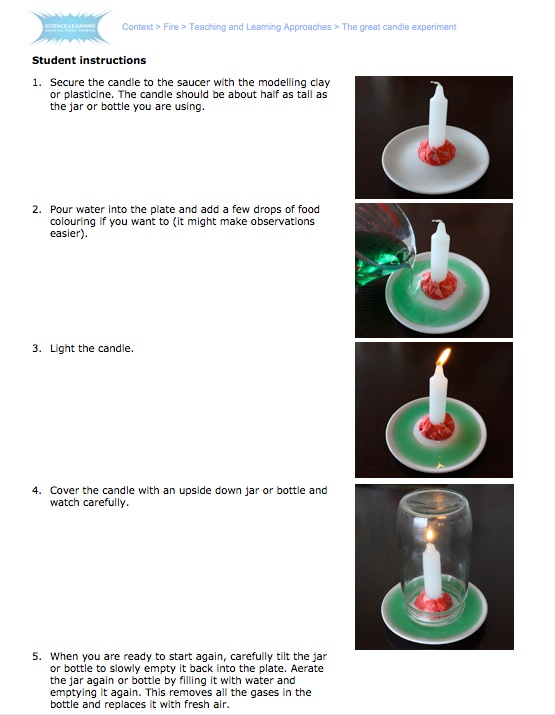 SCIENCE LEARNING
Context > Fire > Teaching and Learning Approaches > The great candle experiment
Student instructions
1. Secure the candle to the saucer with the modelling clay
or plasticine. The candle should be about half as tall as
the jar or bottle you are using.
2. Pour water into the plate and add a few drops of food
colouring if you want to (it might make observations
easier).
3. Light the candle.
4. Cover the candle with an upside down jar or bottle and
watch carefully.
5. When you are ready to start again, carefully tilt the jar
or bottle to slowly empty it back into the plate. Aerate
the jar again or bottle by filling it with water and
emptying it again. This removes all the gases in the
bottle and replaces it with fresh air.